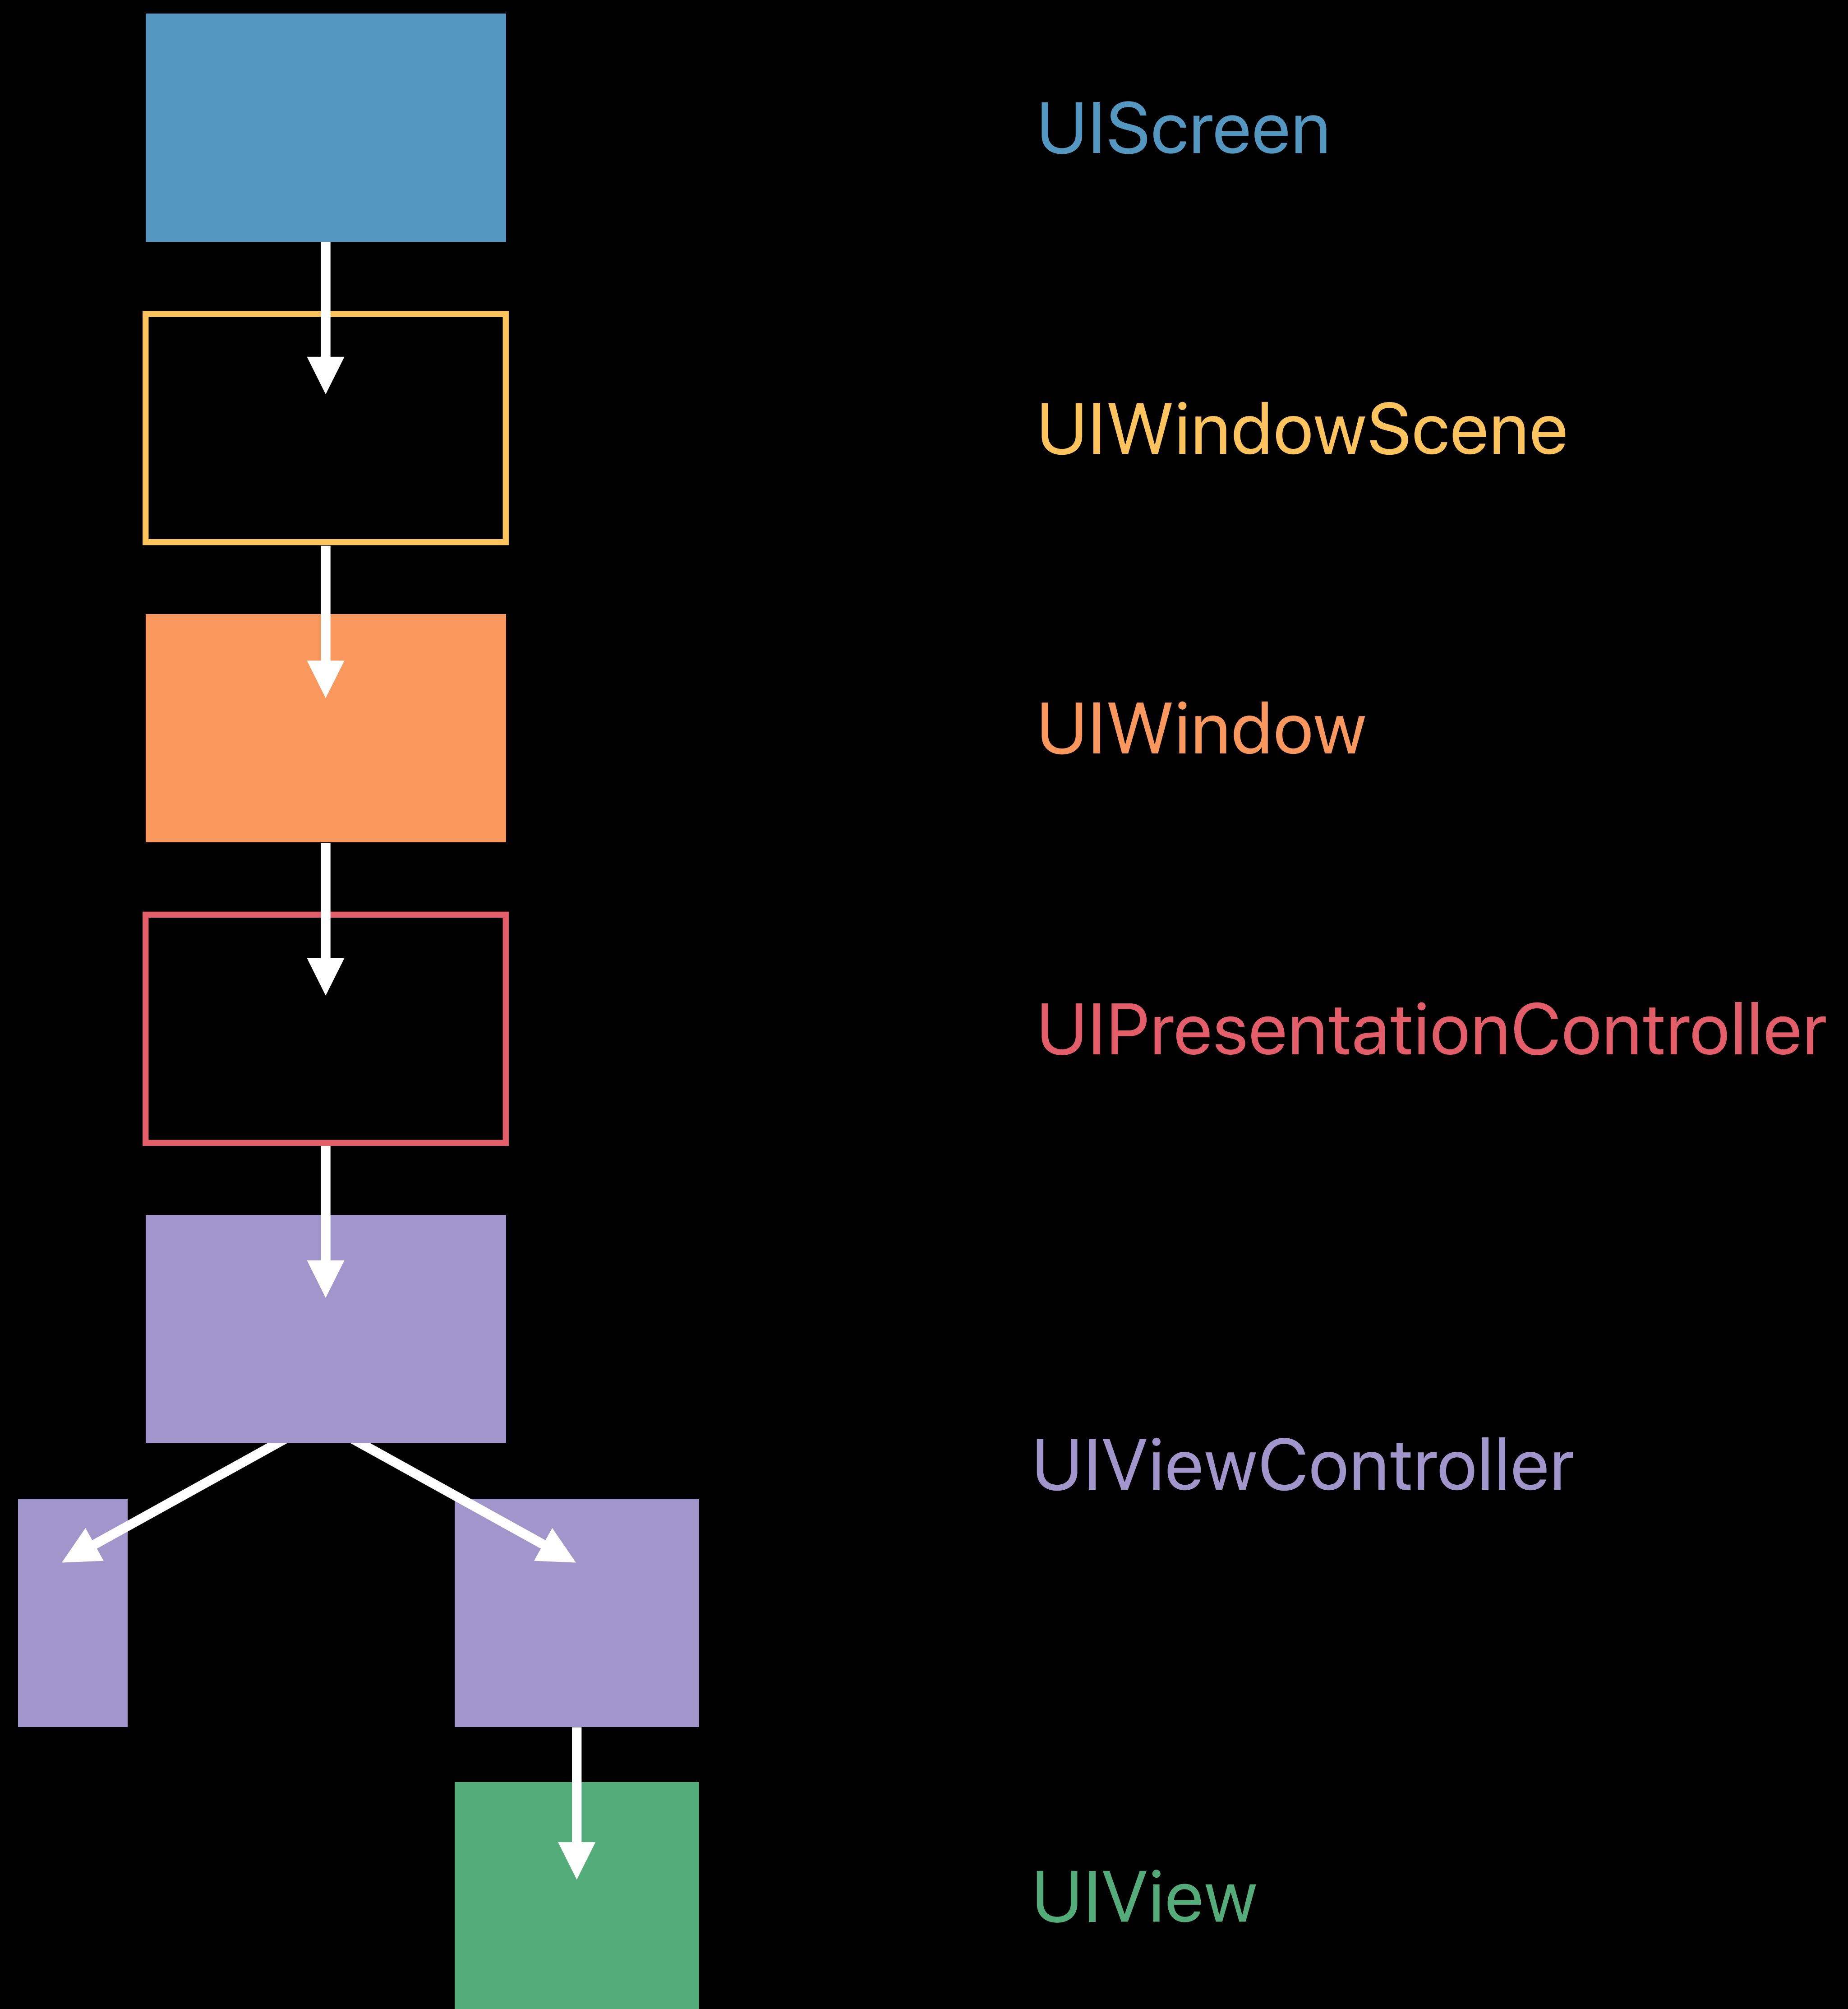 UIScreen
UIWindowScene
UIWindow
UIPresentationController
UIViewController
UIView